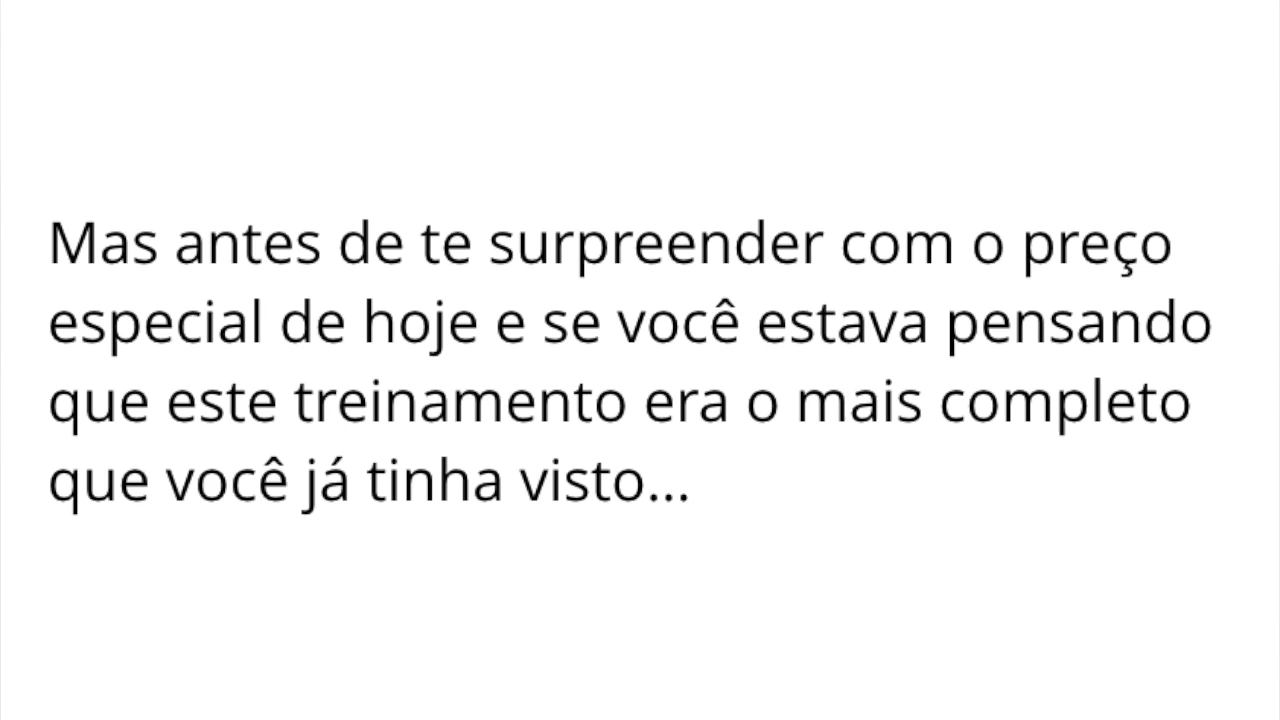 Mas antes de te surpreender com o preço
especial de hoje e se você estava pensando
que este treinamento era o mais completo
que você já tinha visto...